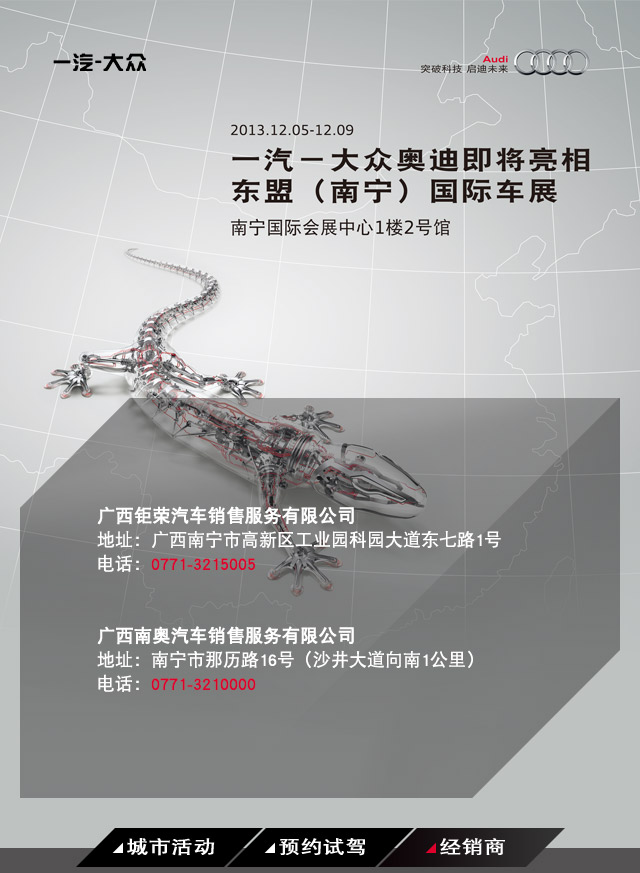 一汽-大众
Audi
突破科技 启迪未来
2013.12.05-12.09
一汽－大众奥迪即将亮相
东盟（南宁）国际车展
南宁国际会展中心1楼2号馆
广西钜荣汽车销售服务有限公司
地址：广西南宁市高新区工业园科园大道东七路1号
电话：0771-3215005
广西南奥汽车销售服务有限公司
地址：南宁市那历路16号（沙井大道向南1公里）
电话：0771-3210000
城市活动
预约试驾
经销商